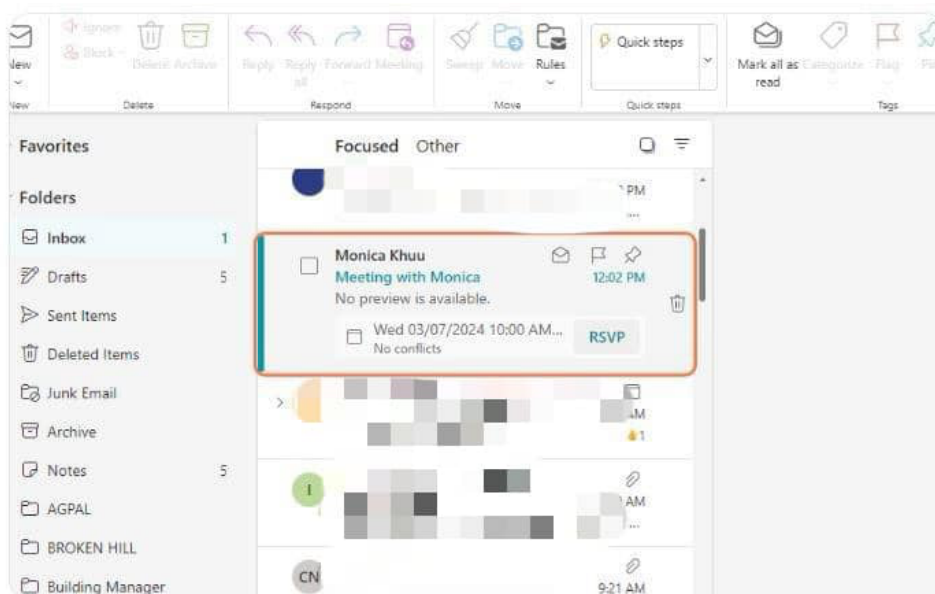 Ignore
Block
New
Delete Archive
Reply Reply all Forward Meeting
Sweep Move Rules
Quick steps
Mark all as read
Categorize Flag
Delete
Respond
Move
Quick steps
Tags
Favorites
Folders
Inbox 1
Drafts 5
Sent Items
Deleted Items
Junk Email
Archive
Notes 5
AGPAL
BROKEN HILL
Building Manager
Focused Other
PM
Monica Khuu
Meeting with Monica
12:02 PM
No preview is available.
Wed 03/07/2024 10:00 AM...
No conflicts
RSVP
AM
1
I
AM
...
CN
9:21 AM